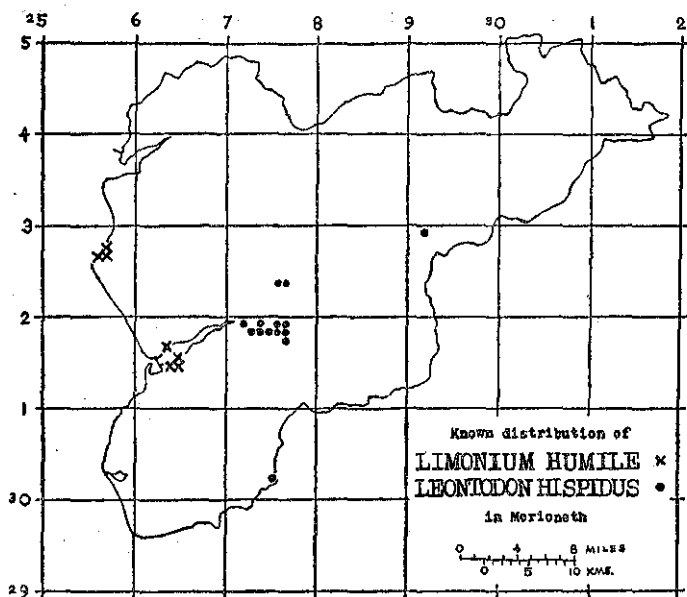 25 6 7 8 9 30 1 2
5
4
3
2
1
30
29
Known distribution of
LIMONIUM HUMILE ×
LEONTODON HISPIDUS •
in Merioneth
0 4 8 MILES
0 5 10 KMS.